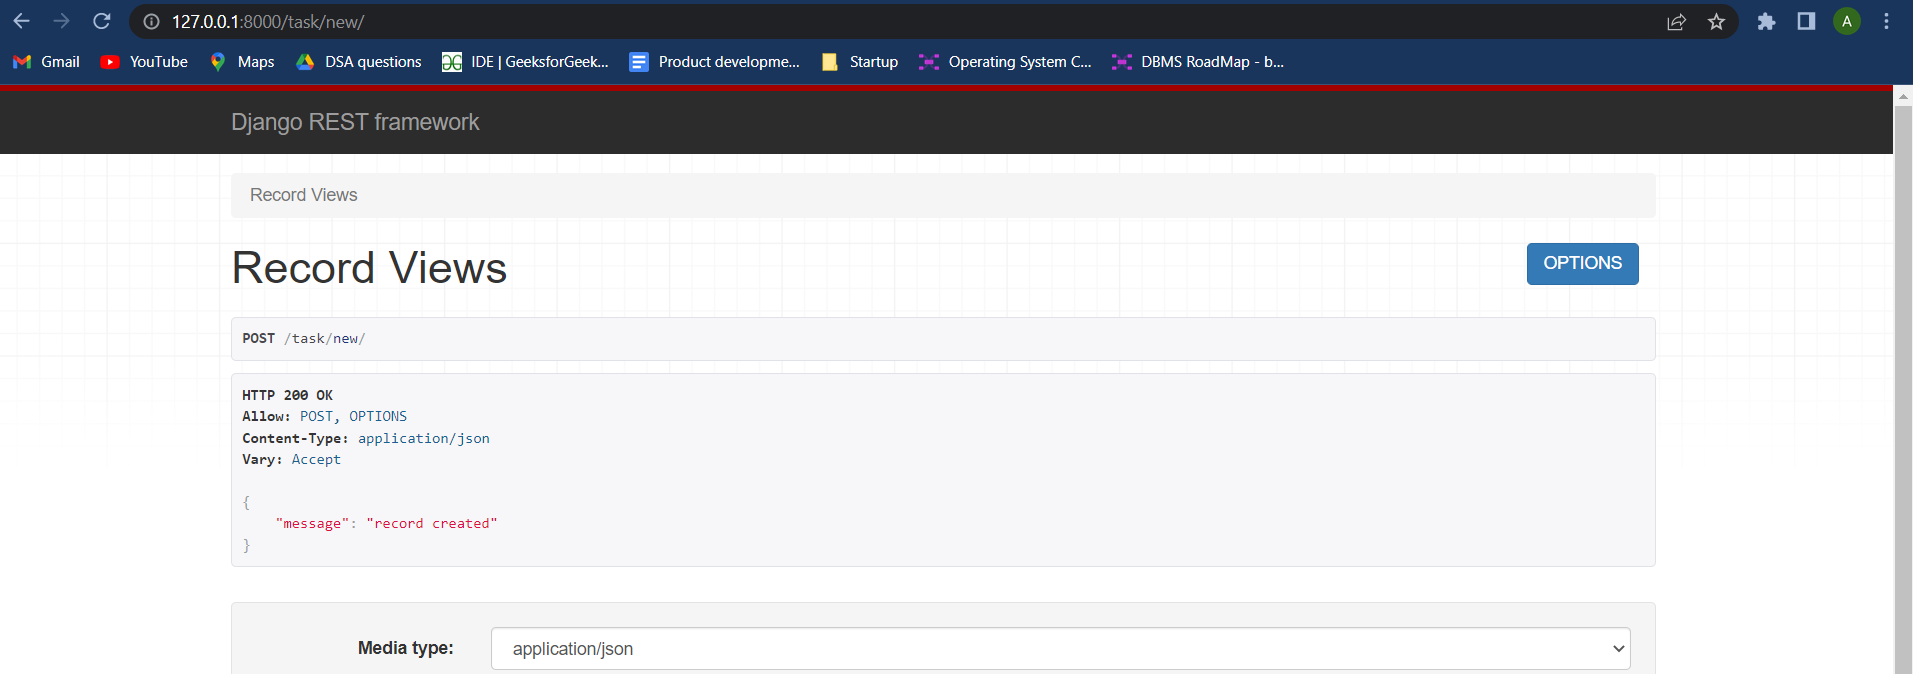 127.0.0.1:8000/task/new/
A
Gmail YouTube Maps DSA questions IDE | GeeksforGeek... Product developme... Startup Operating System C... DBMS RoadMap - b...
Django REST framework
Record Views
Record Views
OPTIONS
POST /task/new/
HTTP 200 OK
Allow: POST, OPTIONS
Content-Type: application/json
Vary: Accept
{
"message": "record created"
}
Media type: application/json